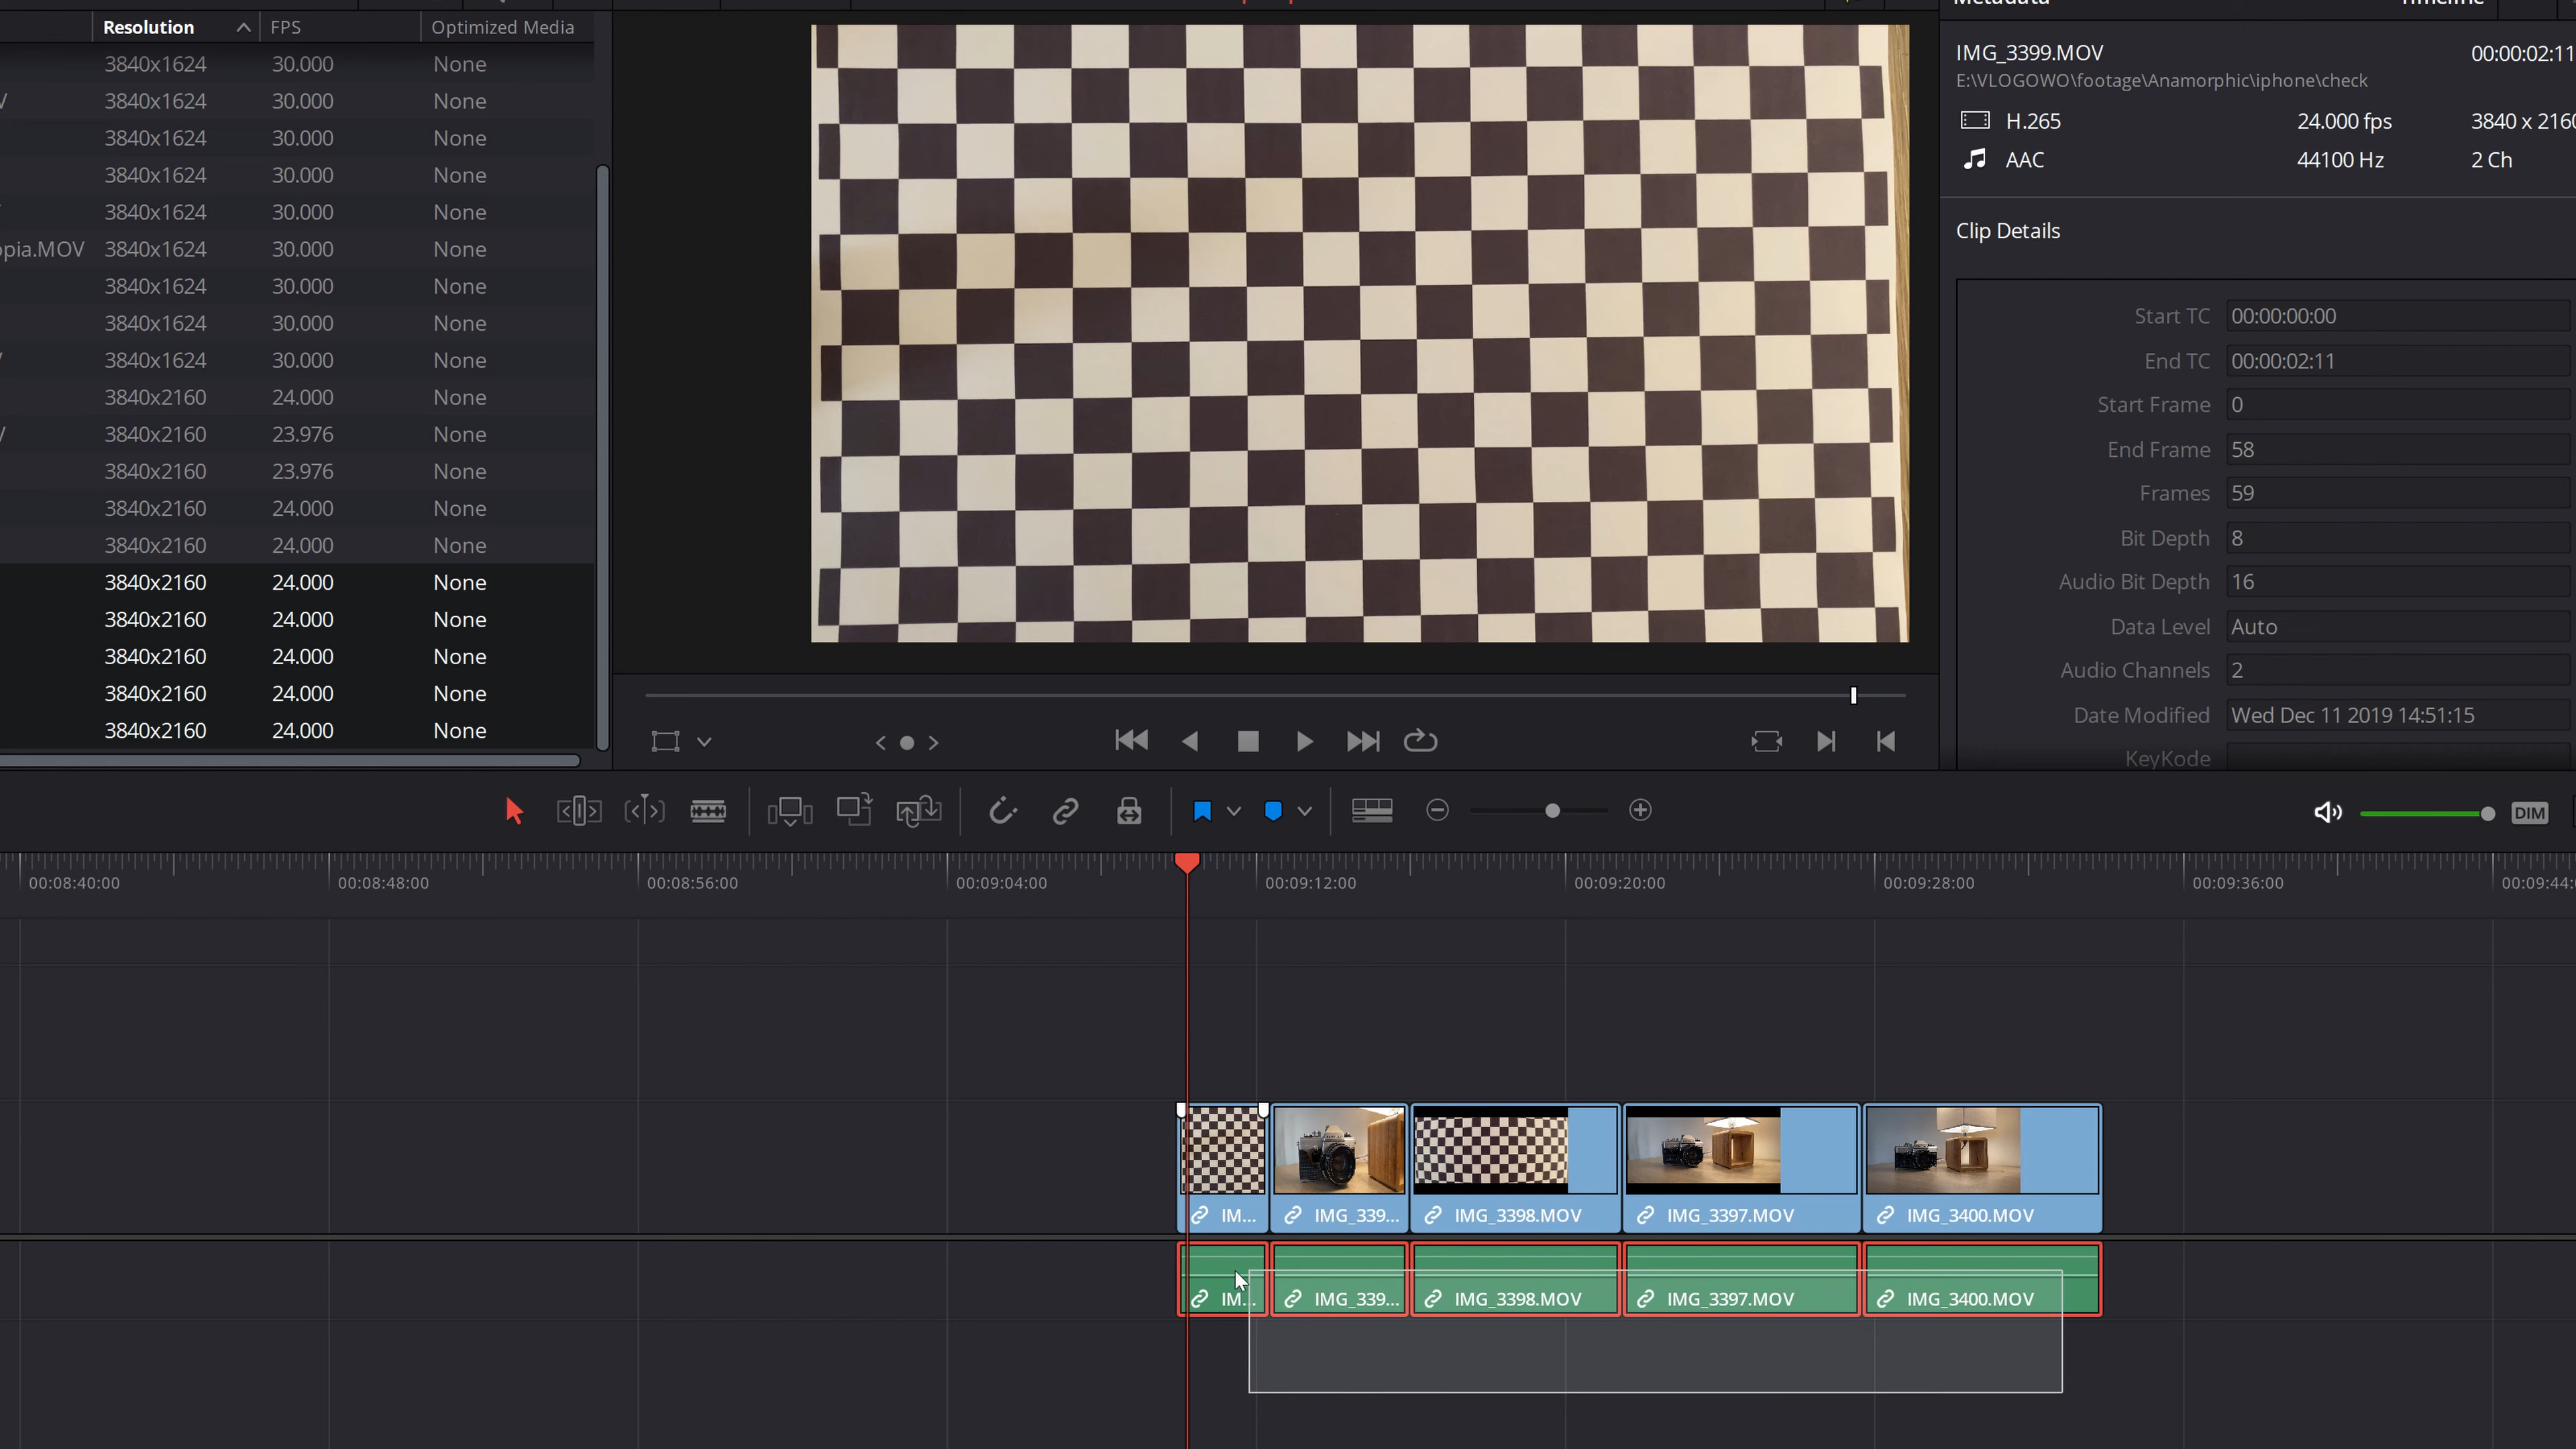 Resolution FPS Optimized Media
3840x1624 30.000 None
V 3840x1624 30.000 None
3840x1624 30.000 None
3840x1624 30.000 None
3840x1624 30.000 None
opia.MOV 3840x1624 30.000 None
3840x1624 30.000 None
3840x1624 30.000 None
3840x1624 30.000 None
3840x2160 24.000 None
V 3840x2160 23.976 None
3840x2160 23.976 None
3840x2160 24.000 None
3840x2160 24.000 None
3840x2160 24.000 None
3840x2160 24.000 None
3840x2160 24.000 None
3840x2160 24.000 None
3840x2160 24.000 None
Metadata Timeline
IMG_3399.MOV 00:00:02:11
E:\VLOGOWO\footage\Anamorphic\iphone\check
H.265 24.000 fps 3840 x 2160
AAC 44100 Hz 2 Ch
Clip Details
Start TC 00:00:00:00
End TC 00:00:02:11
Start Frame 0
End Frame 58
Frames 59
Bit Depth 8
Audio Bit Depth 16
Data Level Auto
Audio Channels 2
Date Modified Wed Dec 11 2019 14:51:15
KeyKode
DIM
00:08:40:00 00:08:48:00 00:08:56:00 00:09:04:00 00:09:12:00 00:09:20:00 00:09:28:00 00:09:36:00 00:09:44:
IM... IMG_339... IMG_3398.MOV IMG_3397.MOV IMG_3400.MOV
IM... IMG_339... IMG_3398.MOV IMG_3397.MOV IMG_3400.MOV